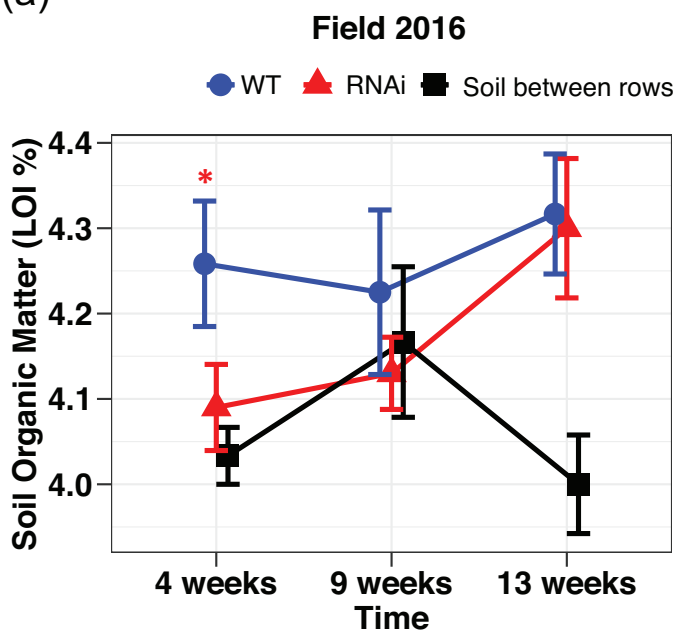 (a)
Field 2016
WT RNAi Soil between rows
*
Soil Organic Matter (LOI %)
4.4
4.3
4.2
4.1
4.0
4 weeks 9 weeks 13 weeks
Time